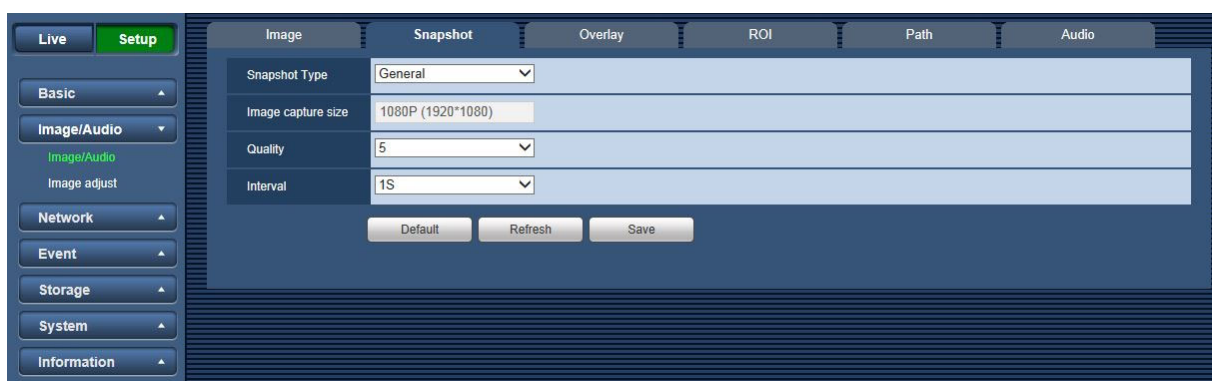 Live Setup
Image Snapshot Overlay ROI Path Audio
Basic
Image/Audio
Image/Audio
Image adjust
Network
Event
Storage
System
Information
Snapshot Type General
Image capture size 1080P (1920*1080)
Quality 5
Interval 1S
Default Refresh Save